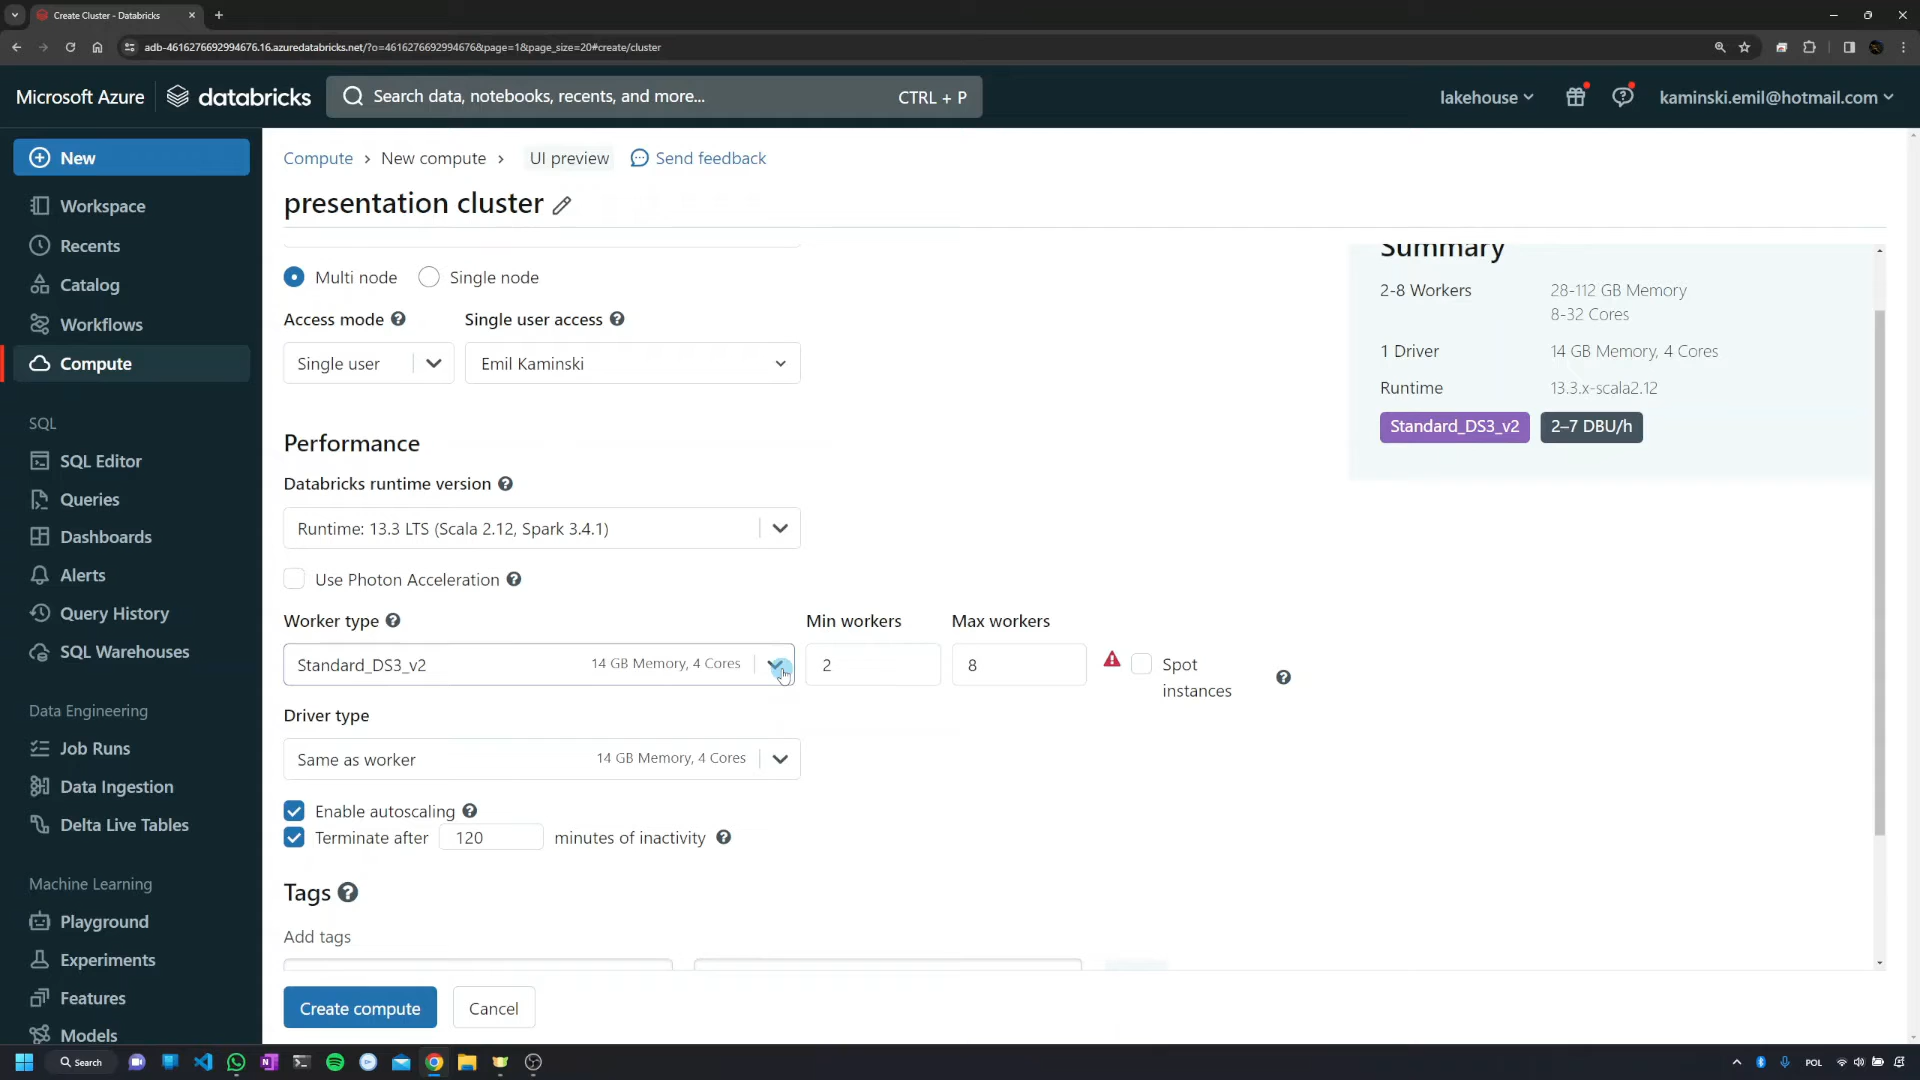 Create Cluster - Databricks
adb-4616276692994676.16.azuredatabricks.net/?o=4616276692994676&page=1&page_size=20#create/cluster
Microsoft Azure
databricks
Search data, notebooks, recents, and more...
CTRL + P
lakehouse
kaminski.emil@hotmail.com
New
Workspace
Recents
Catalog
Workflows
Compute
SQL
SQL Editor
Queries
Dashboards
Alerts
Query History
SQL Warehouses
Data Engineering
Job Runs
Data Ingestion
Delta Live Tables
Machine Learning
Playground
Experiments
Features
Models
Compute › New compute › UI preview Send feedback
presentation cluster
Multi node Single node
Access mode Single user access
Single user Emil Kaminski
Performance
Databricks runtime version
Runtime: 13.3 LTS (Scala 2.12, Spark 3.4.1)
Use Photon Acceleration
Worker type Min workers Max workers
Standard_DS3_v2 14 GB Memory, 4 Cores 2 8 Spot
instances
Driver type
Same as worker 14 GB Memory, 4 Cores
Enable autoscaling
Terminate after 120 minutes of inactivity
Tags
Add tags
Create compute Cancel
Summary
2-8 Workers 28-112 GB Memory
8-32 Cores
1 Driver 14 GB Memory, 4 Cores
Runtime 13.3.x-scala2.12
Standard_DS3_v2 2–7 DBU/h
Search
POL